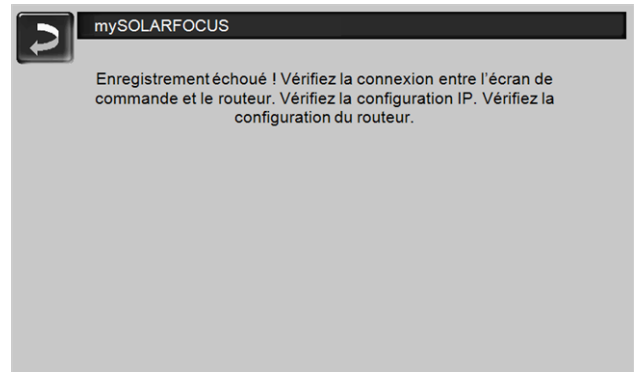 mySOLARFOCUS
Enregistrement échoué ! Vérifiez la connexion entre l'écran de
commande et le routeur. Vérifiez la configuration IP. Vérifiez la
configuration du routeur.